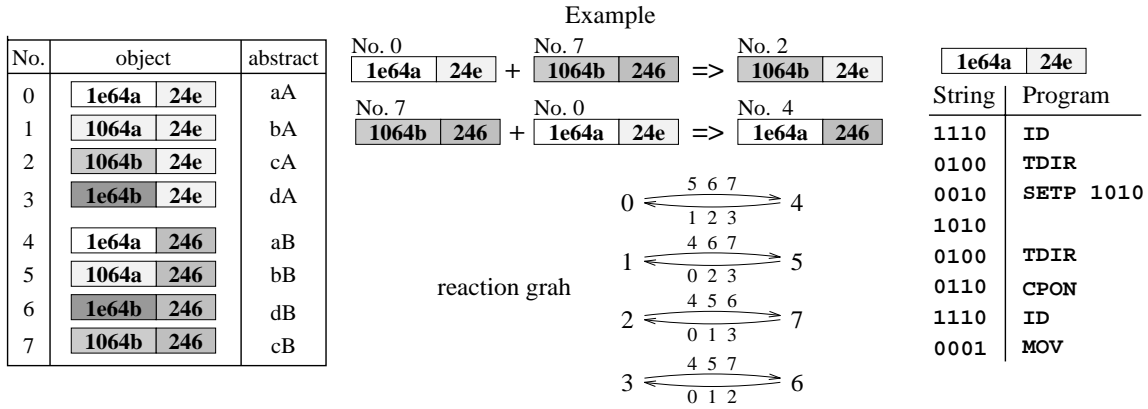 Example
No. object abstract
0 1e64a 24e aA
1 1064a 24e bA
2 1064b 24e cA
3 1e64b 24e dA
4 1e64a 246 aB
5 1064a 246 bB
6 1e64b 246 dB
7 1064b 246 cB
No. 0 No. 7 No. 2
1e64a 24e + 1064b 246 => 1064b 24e
No. 7 No. 0 No. 4
1064b 246 + 1e64a 24e => 1e64a 246
reaction grah
5 6 7
0 4
1 2 3
4 6 7
1 5
0 2 3
4 5 6
2 7
0 1 3
4 5 7
3 6
0 1 2
1e64a 24e
String Program
1110 ID
0100 TDIR
0010 SETP 1010
1010
0100 TDIR
0110 CPON
1110 ID
0001 MOV